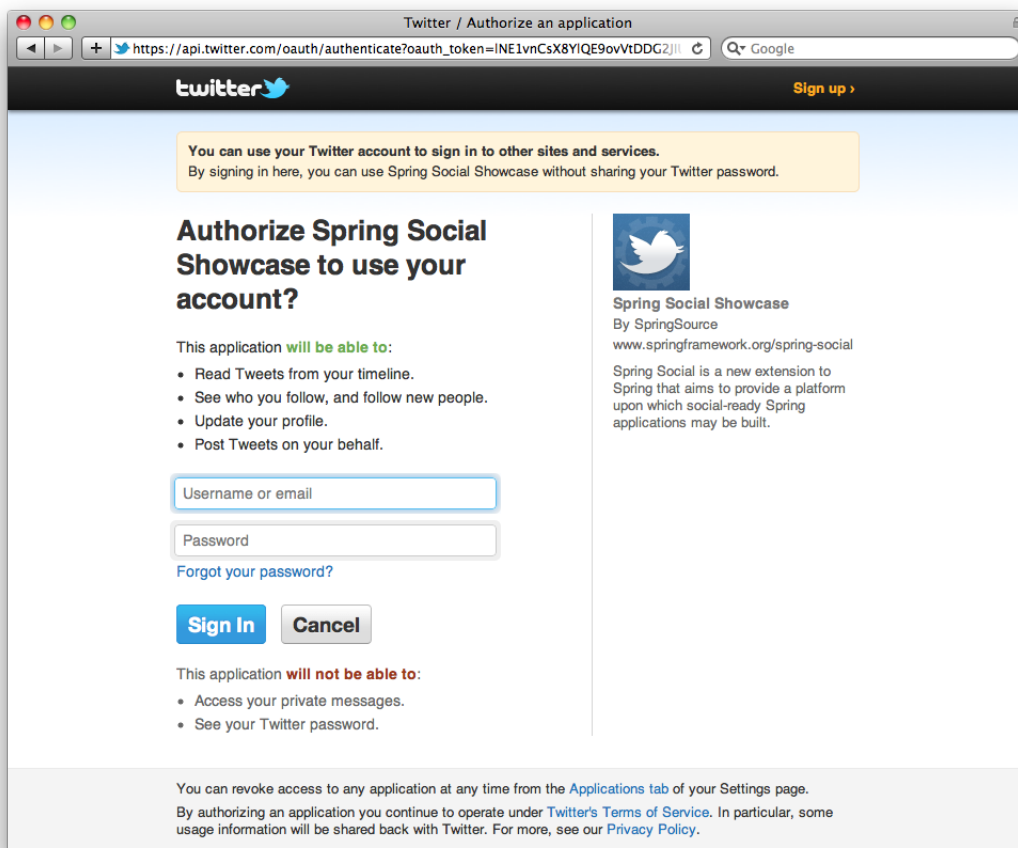 Twitter / Authorize an application
https://api.twitter.com/oauth/authenticate?oauth_token=
Google
twitter
Sign up ›
You can use your Twitter account to sign in to other sites and services.
By signing in here, you can use Spring Social Showcase without sharing your Twitter password.
Authorize Spring Social
Showcase to use your
account?
This application will be able to:
• Read Tweets from your timeline.
• See who you follow, and follow new people.
• Update your profile.
• Post Tweets on your behalf.
Username or email
Password
Forgot your password?
Sign In
Cancel
This application will not be able to:
• Access your private messages.
• See your Twitter password.
Spring Social Showcase
By SpringSource
www.springframework.org/spring-social
Spring Social is a new extension to
Spring that aims to provide a platform
upon which social-ready Spring
applications may be built.
You can revoke access to any application at any time from the Applications tab of your Settings page.
By authorizing an application you continue to operate under Twitter's Terms of Service. In particular, some
usage information will be shared back with Twitter. For more, see our Privacy Policy.